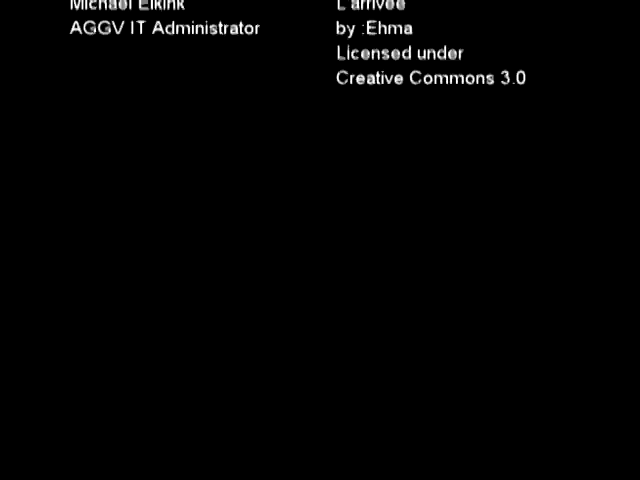 Michael Elkink
AGGV IT Administrator
L'arrivée
by :Ehma
Licensed under
Creative Commons 3.0